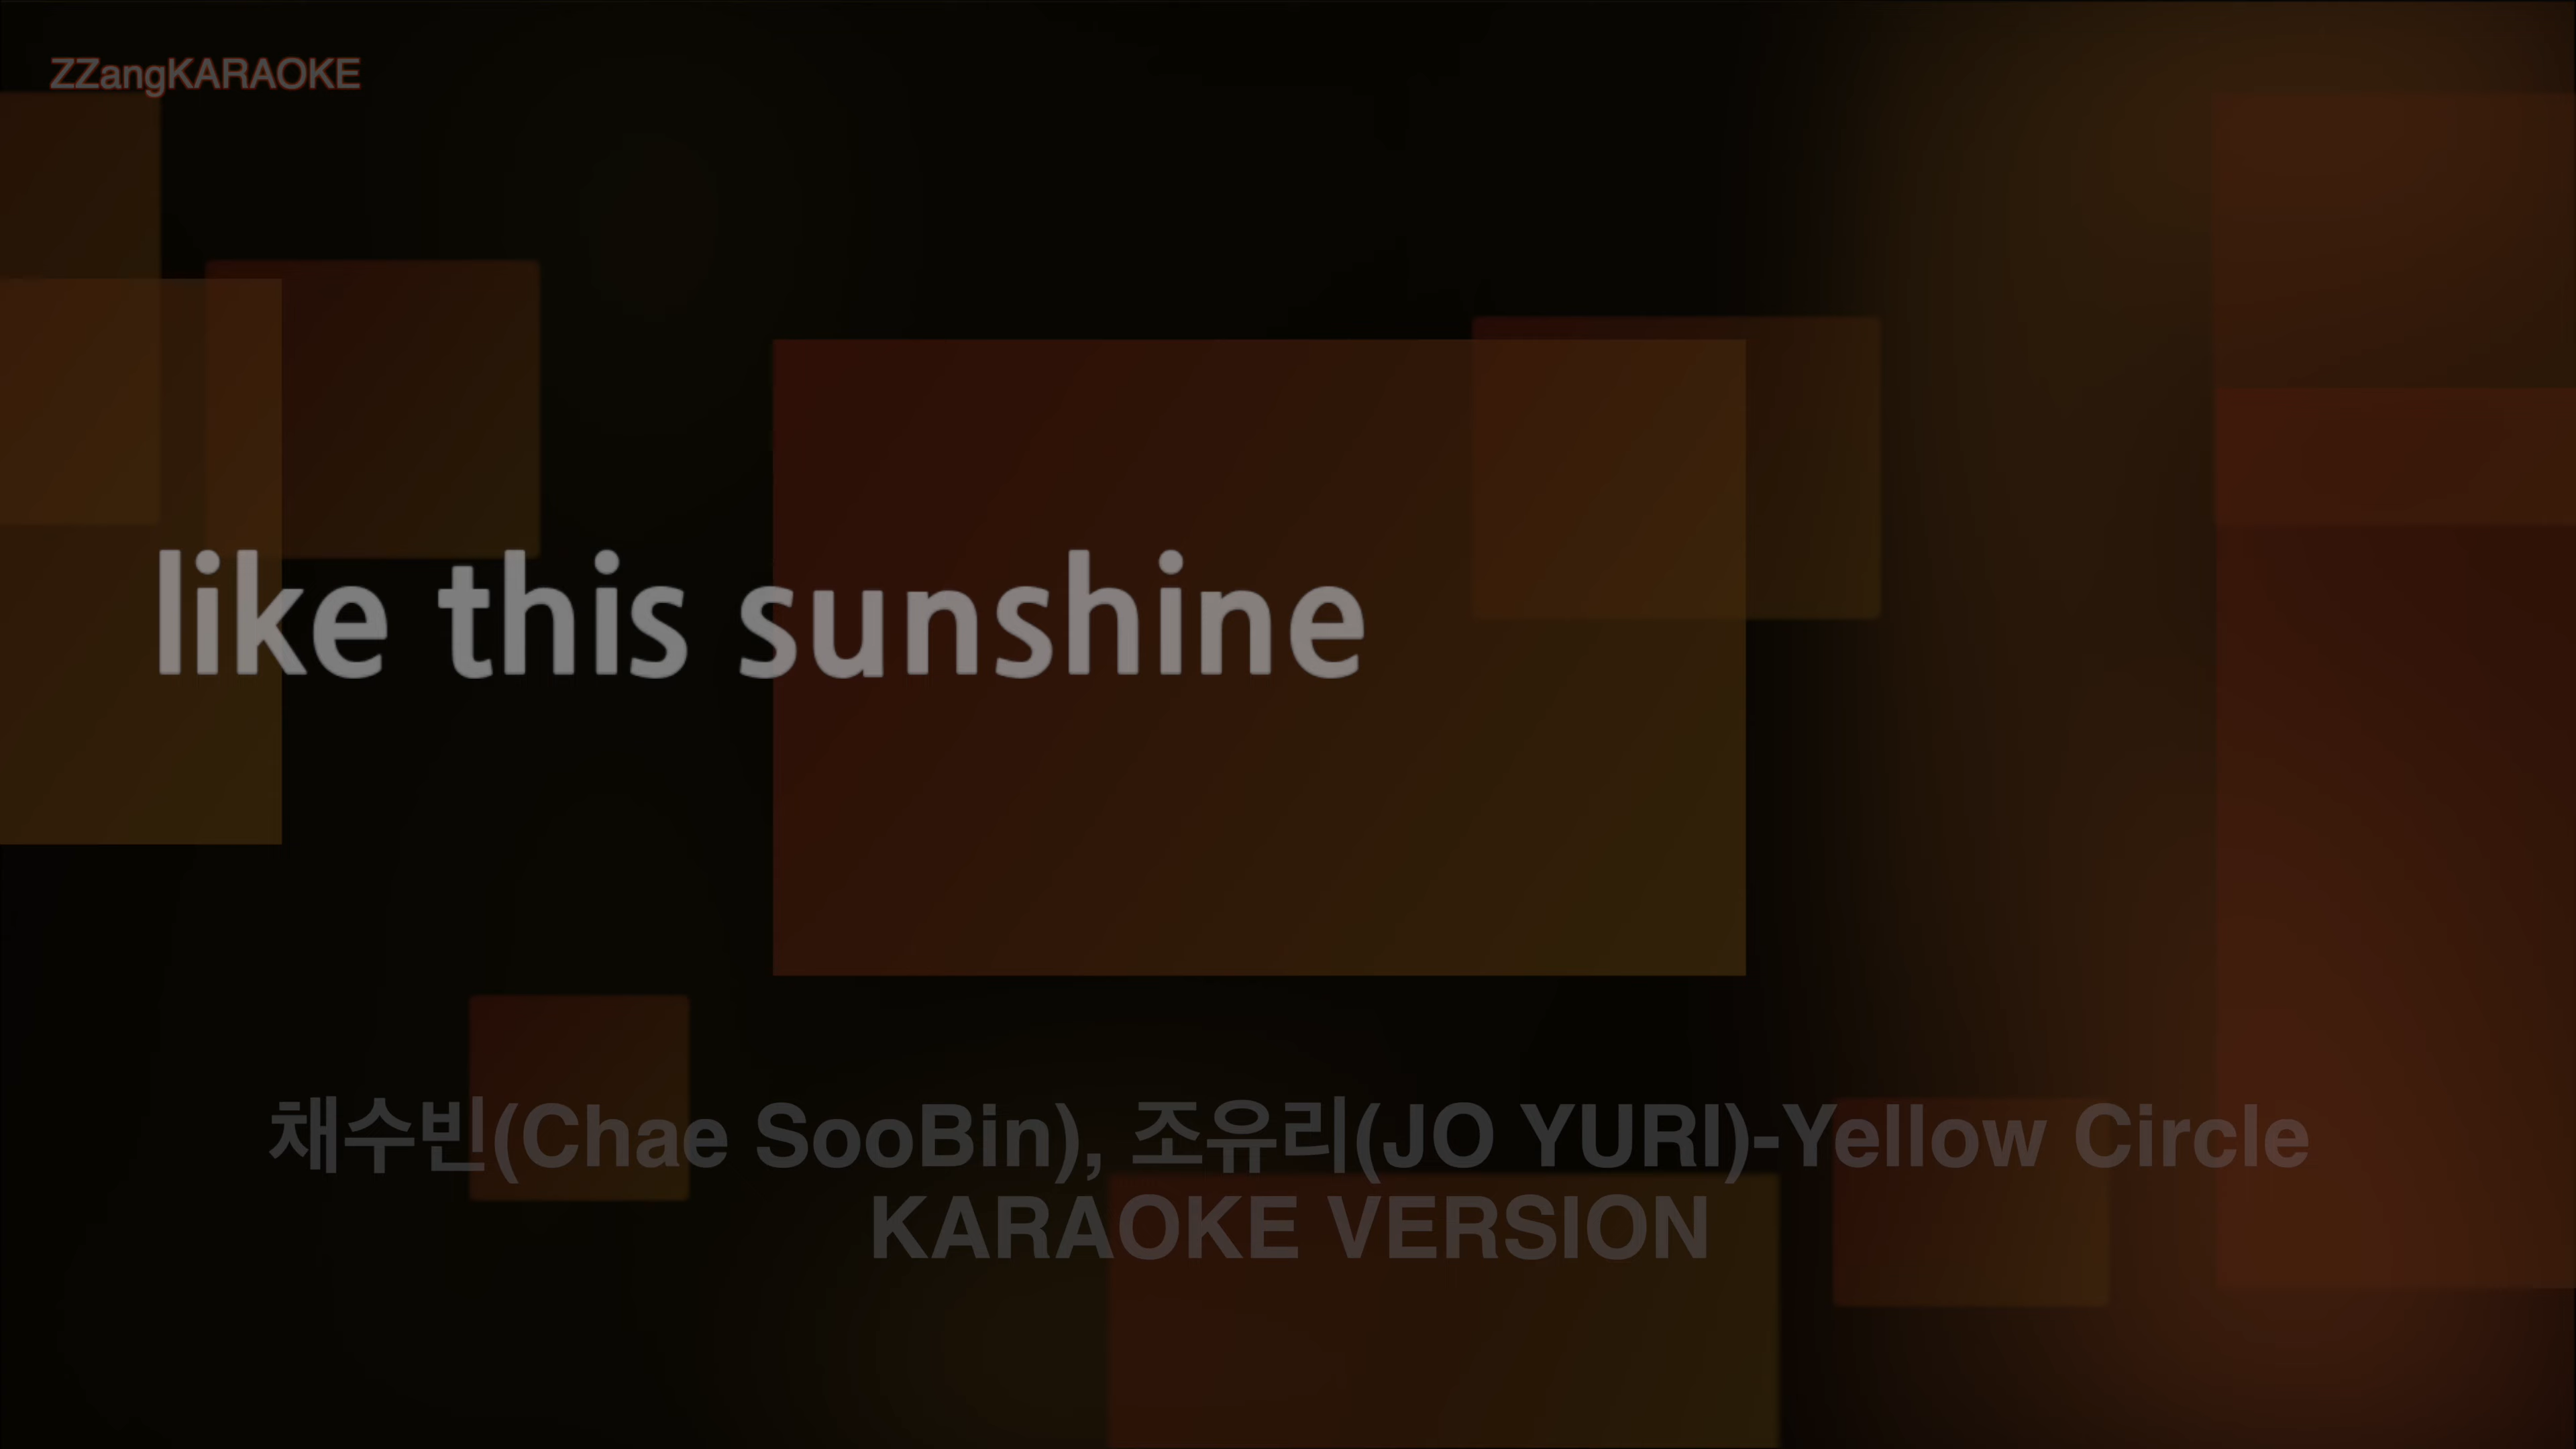 ZZangKARAOKE
like this sunshine
채수빈(Chae SooBin), 조유리(JO YURI)-Yellow Circle
KARAOKE VERSION